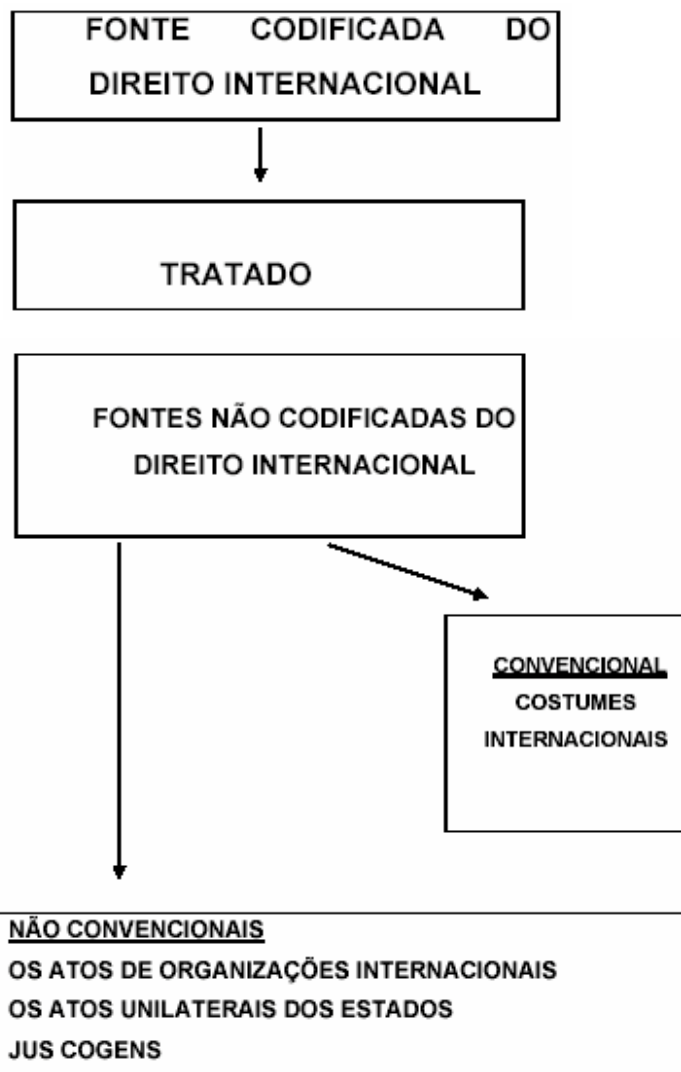 FONTE CODIFICADA DO
DIREITO INTERNACIONAL
TRATADO
FONTES NÃO CODIFICADAS DO
DIREITO INTERNACIONAL
CONVENCIONAL
COSTUMES
INTERNACIONAIS
NÃO CONVENCIONAIS
OS ATOS DE ORGANIZAÇÕES INTERNACIONAIS
OS ATOS UNILATERAIS DOS ESTADOS
JUS COGENS